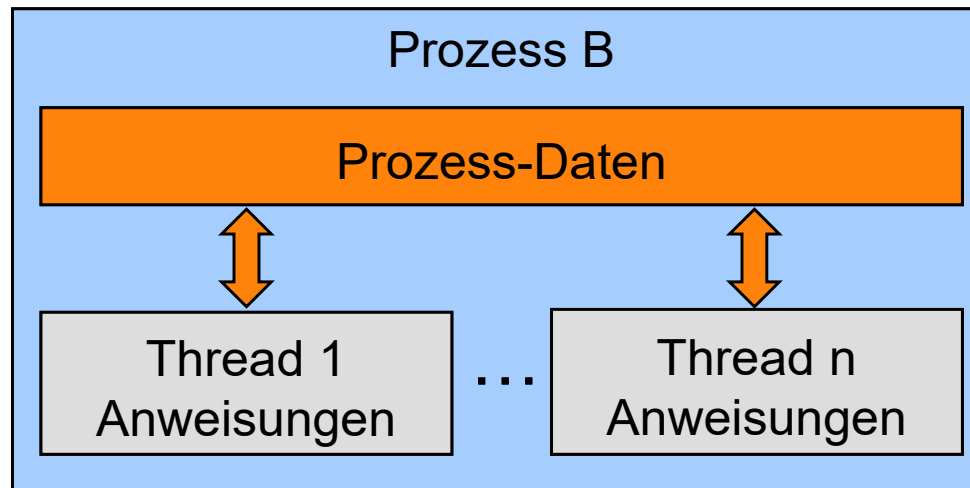 Prozess B
Prozess-Daten
Thread 1
Anweisungen
...
Thread n
Anweisungen